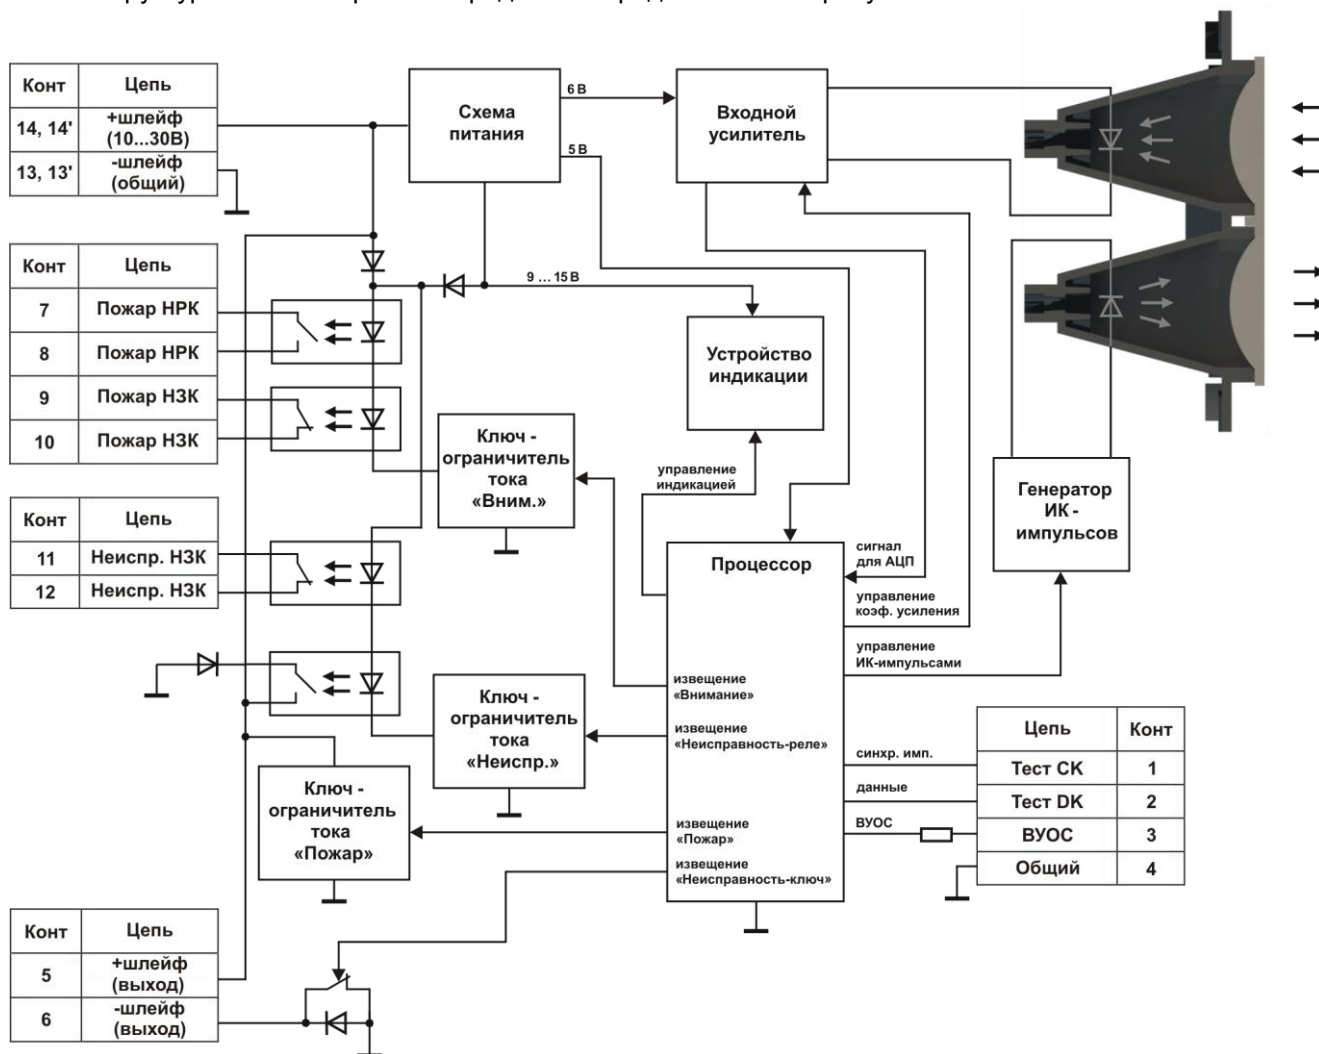 Конт Цепь
14, 14' +шлейф
(10...30В)
13, 13' -шлейф
(общий)
Схема
питания
6 В
5 В
Входной
усилитель
Конт Цепь
7 Пожар НРК
8 Пожар НРК
9 Пожар НЗК
10 Пожар НЗК
9 ... 15 В
Устройство
индикации
Ключ -
ограничитель
тока
«Вним.»
управление
индикацией
Генератор
ИК -
импульсов
Конт Цепь
11 Неиспр. НЗК
12 Неиспр. НЗК
Процессор
сигнал
для АЦП
управление
коэф. усиления
управление
ИК-импульсами
извещение
«Внимание»
извещение
«Неисправность-реле»
извещение
«Пожар»
извещение
«Неисправность-ключ»
Ключ -
ограничитель
тока
«Неиспр.»
Ключ -
ограничитель
тока
«Пожар»
синхр. имп.
данные
ВУОС
Цепь Конт
Тест СК 1
Тест DK 2
ВУОС 3
Общий 4
Конт Цепь
5 +шлейф
(выход)
6 -шлейф
(выход)